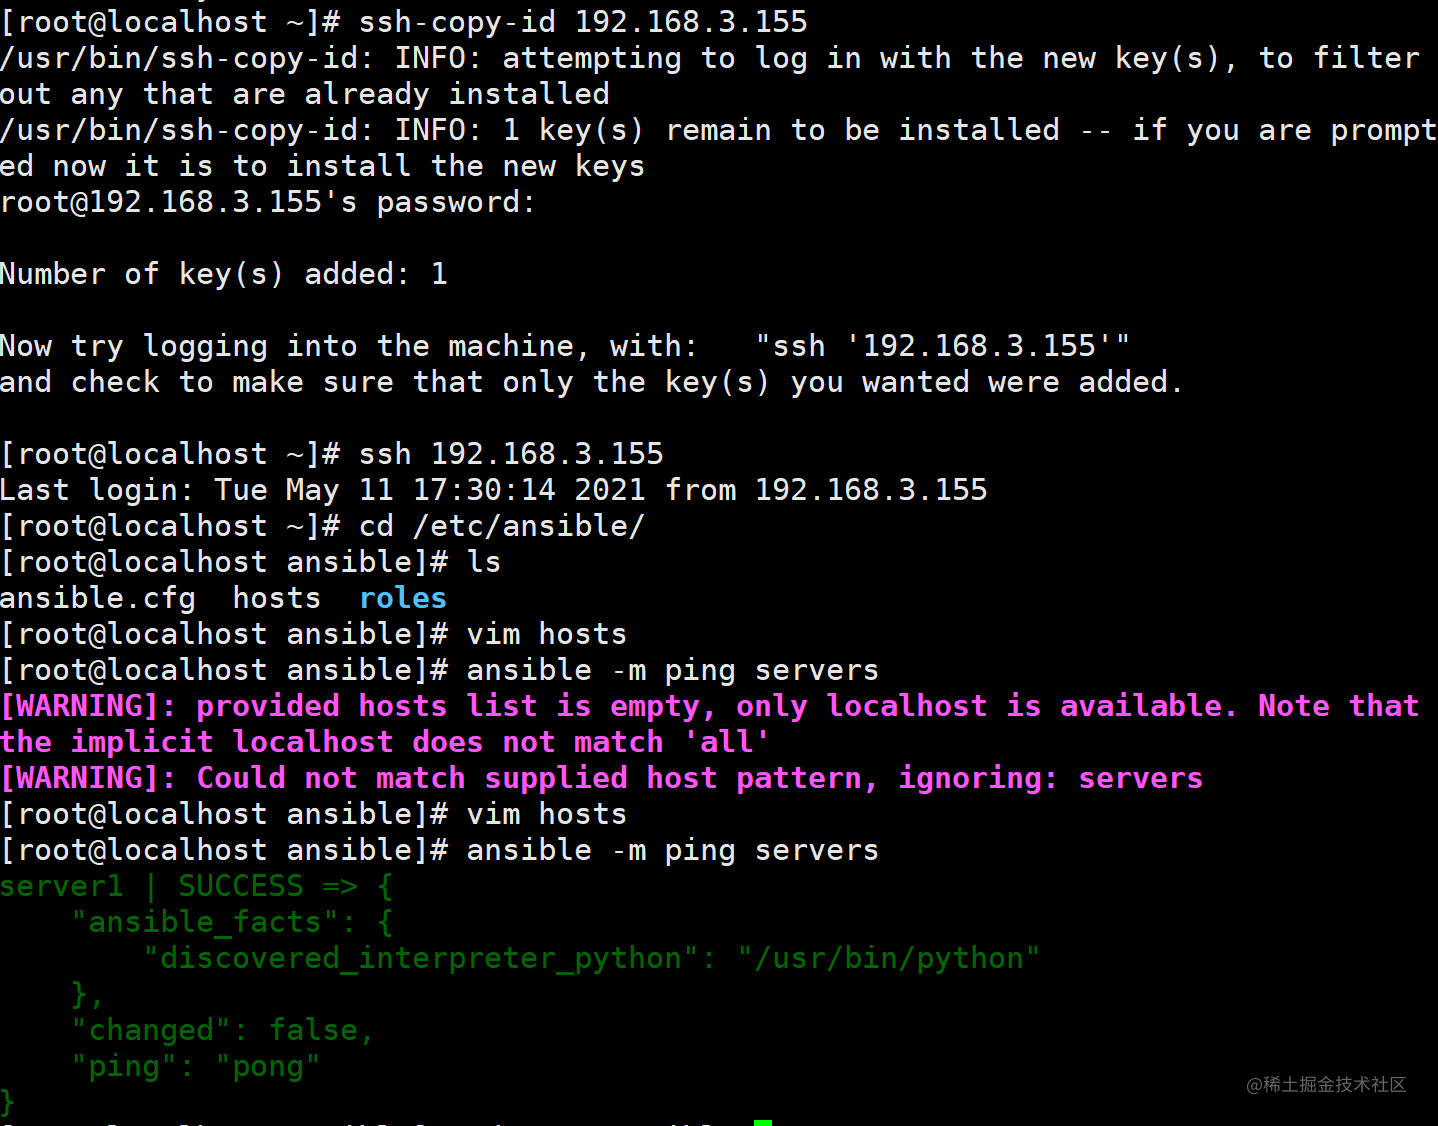 [root@localhost ~]# ssh-copy-id 192.168.3.155
/usr/bin/ssh-copy-id: INFO: attempting to log in with the new key(s), to filter
out any that are already installed
/usr/bin/ssh-copy-id: INFO: 1 key(s) remain to be installed -- if you are prompt
ed now it is to install the new keys
root@192.168.3.155's password:
Number of key(s) added: 1
Now try logging into the machine, with:   "ssh '192.168.3.155'"
and check to make sure that only the key(s) you wanted were added.
[root@localhost ~]# ssh 192.168.3.155
Last login: Tue May 11 17:30:14 2021 from 192.168.3.155
[root@localhost ~]# cd /etc/ansible/
[root@localhost ansible]# ls
ansible.cfg  hosts  roles
[root@localhost ansible]# vim hosts
[root@localhost ansible]# ansible -m ping servers
[WARNING]: provided hosts list is empty, only localhost is available. Note that
the implicit localhost does not match 'all'
[WARNING]: Could not match supplied host pattern, ignoring: servers
[root@localhost ansible]# vim hosts
[root@localhost ansible]# ansible -m ping servers
server1 | SUCCESS => {
    "ansible_facts": {
        "discovered_interpreter_python": "/usr/bin/python"
    },
    "changed": false,
    "ping": "pong"
}
@稀土掘金技术社区